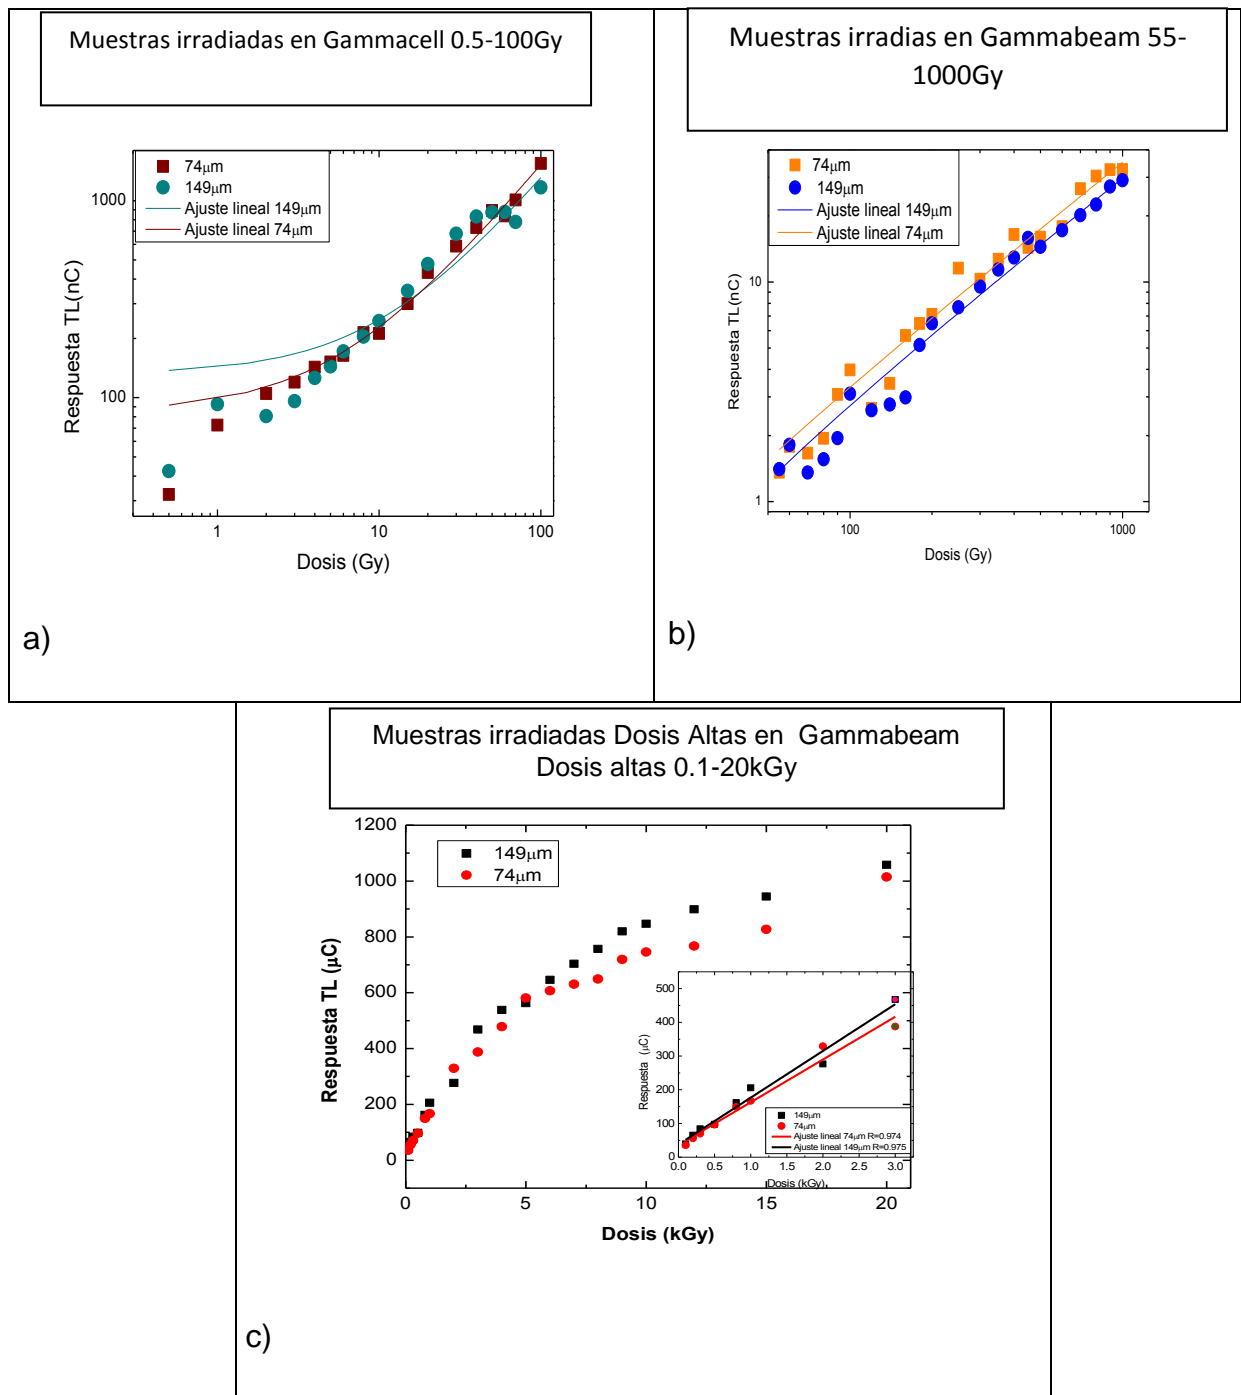 Muestras irradiadas en Gammacell 0.5-100Gy
74μm
149μm
Ajuste lineal 149μm
Ajuste lineal 74μm
1000
100
Respuesta TL(nC)
1
10
100
Dosis (Gy)
a)
Muestras irradias en Gammabeam 55-
1000Gy
74μm
149μm
Ajuste lineal 149μm
Ajuste lineal 74μm
10
1
Respuesta TL(nC)
100
1000
Dosis (Gy)
b)
Muestras irradiadas Dosis Altas en Gammabeam
Dosis altas 0.1-20kGy
149μm
74μm
1200
1000
800
600
400
200
0
Respuesta TL (μC)
0
5
10
15
20
Dosis (kGy)
500
400
300
200
100
0
Respuesta (μC)
149μm
74μm
Ajuste lineal 74μm R=0.974
Ajuste lineal 149μm R=0.975
0.0
0.5
1.0
1.5
2.0
2.5
3.0
Dosis (kGy)
c)